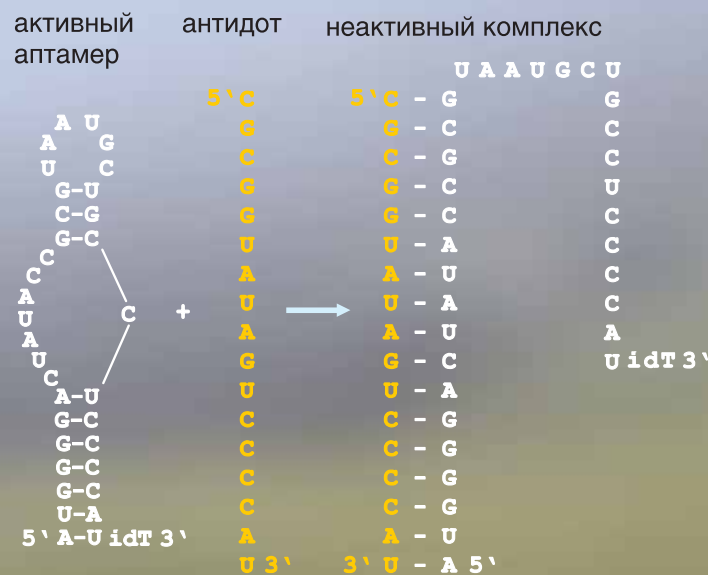 активный
аптамер
антидот
неактивный комплекс
A U
A G
U C
G-U
C-G
G-C
C
C
A
U C
A
U
C
A-U
G-C
G-C
G-C
G-C
U-A
5‛A-U idT 3‛
+
5‛C
G
C
G
G
U
A
U
A
G
U
C
C
C
C
A
U 3‛
U A A U G C U
5‛C - G G
G - C C
C - G C
G - C U
G - C C
U - A C
A - U C
U - A C
A - U A
G - C U idT 3‛
U - A
C - G
C - G
C - G
C - G
A - U
3‛ U - A 5‛